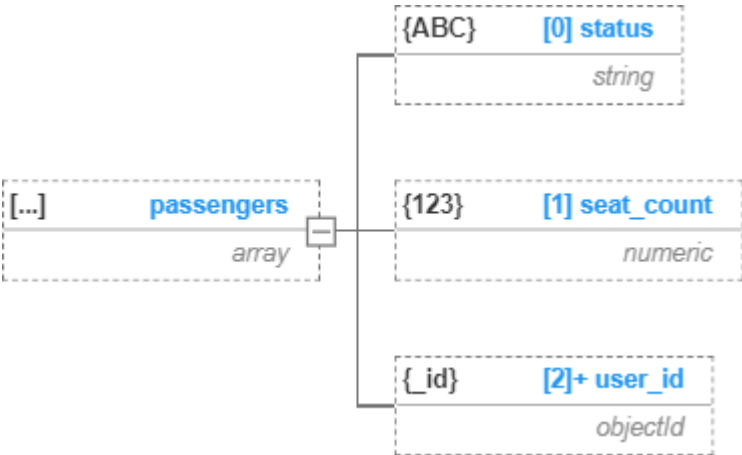 {ABC} [0] status
string
[...] passengers
array
{123} [1] seat_count
numeric
{_id} [2]+ user_id
objectId